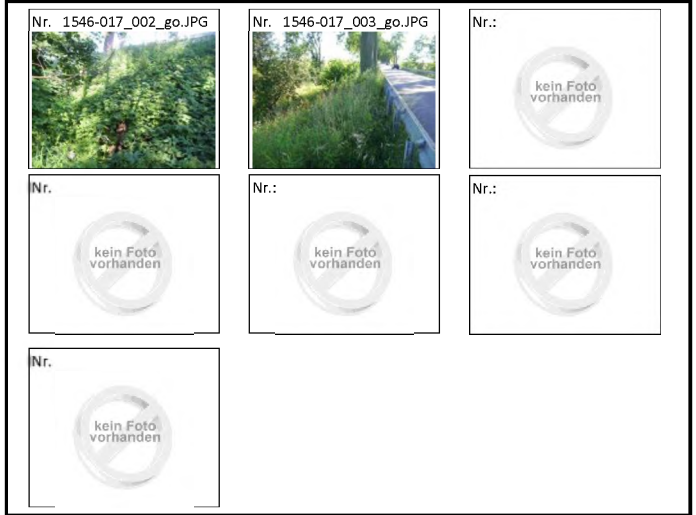 Nr. 1546-017_002_go.JPG
Nr. 1546-017_003_go.JPG
Nr.:
kein Foto
vorhanden
Nr.
kein Foto
vorhanden
Nr.:
kein Foto
vorhanden
Nr.:
kein Foto
vorhanden
Nr.
kein Foto
vorhanden